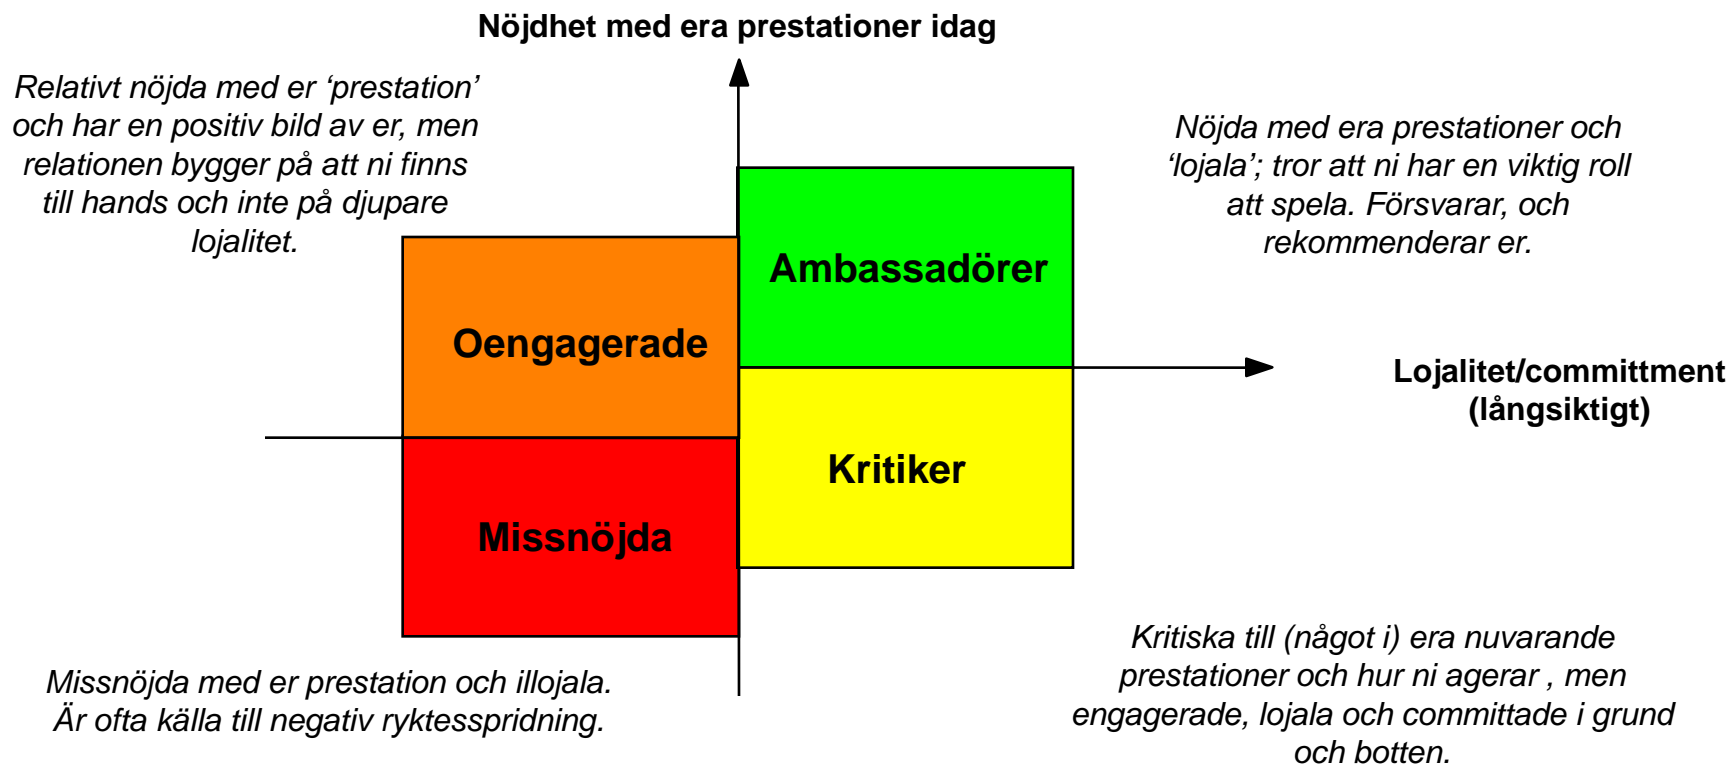 Nöjdhet med era prestationer idag
Relativt nöjda med er ‘prestation’
och har en positiv bild av er, men
relationen bygger på att ni finns
till hands och inte på djupare
lojalitet.
Nöjda med era prestationer och
‘lojala’; tror att ni har en viktig roll
att spela. Försvarar, och
rekommenderar er.
Ambassadörer
Oengagerade
Lojalitet/committment
(långsiktigt)
Kritiker
Missnöjda
Missnöjda med er prestation och illojala.
Är ofta källa till negativ ryktesspridning.
Kritiska till (något i) era nuvarande
prestationer och hur ni agerar , men
engagerade, lojala och committade i grund
och botten.